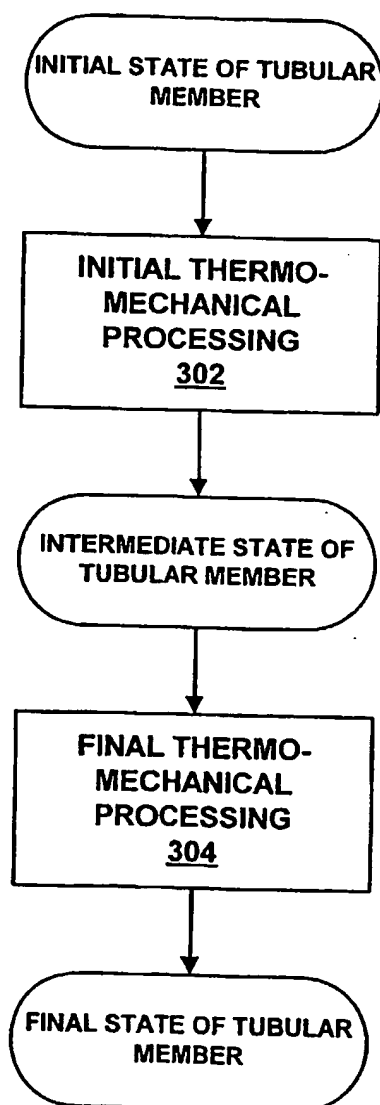 INITIAL STATE OF TUBULAR
MEMBER
INITIAL THERMO-
MECHANICAL
PROCESSING
302
INTERMEDIATE STATE OF
TUBULAR MEMBER
FINAL THERMO-
MECHANICAL
PROCESSING
304
FINAL STATE OF TUBULAR
MEMBER